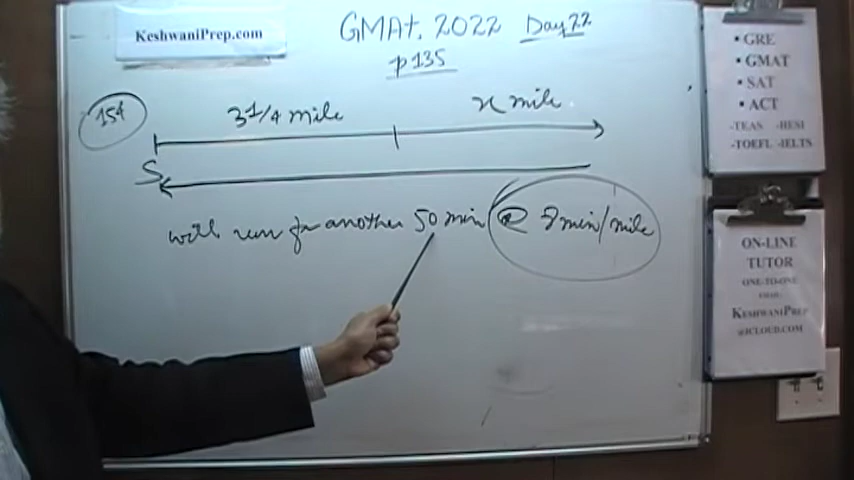 KeshwaniPrep.com
GMAT, 2022 Day 22
p135
154
3 1/4 mile
x mile
S
will run for another 50 min @ 8 min/mile
• GRE
• GMAT
• SAT
• ACT
-TEAS -HESI
-TOEFL -IELTS
ON-LINE
TUTOR
ONE-TO-ONE
EMAIL:
KESHWANIPREP
@ICLOUD.COM